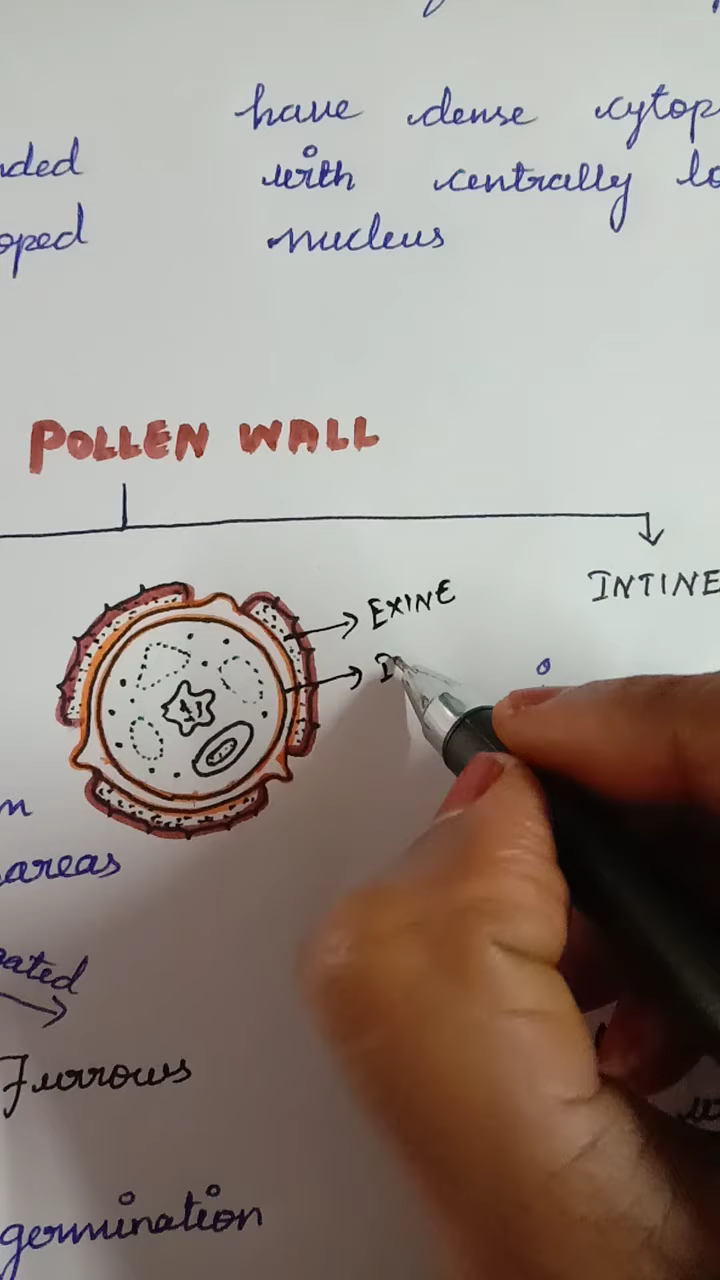 have dense cytop
nded with centrally lo
oped nucleus
POLLEN WALL
EXINE
INTINE
I
m
areas
ated
Furrows
germination